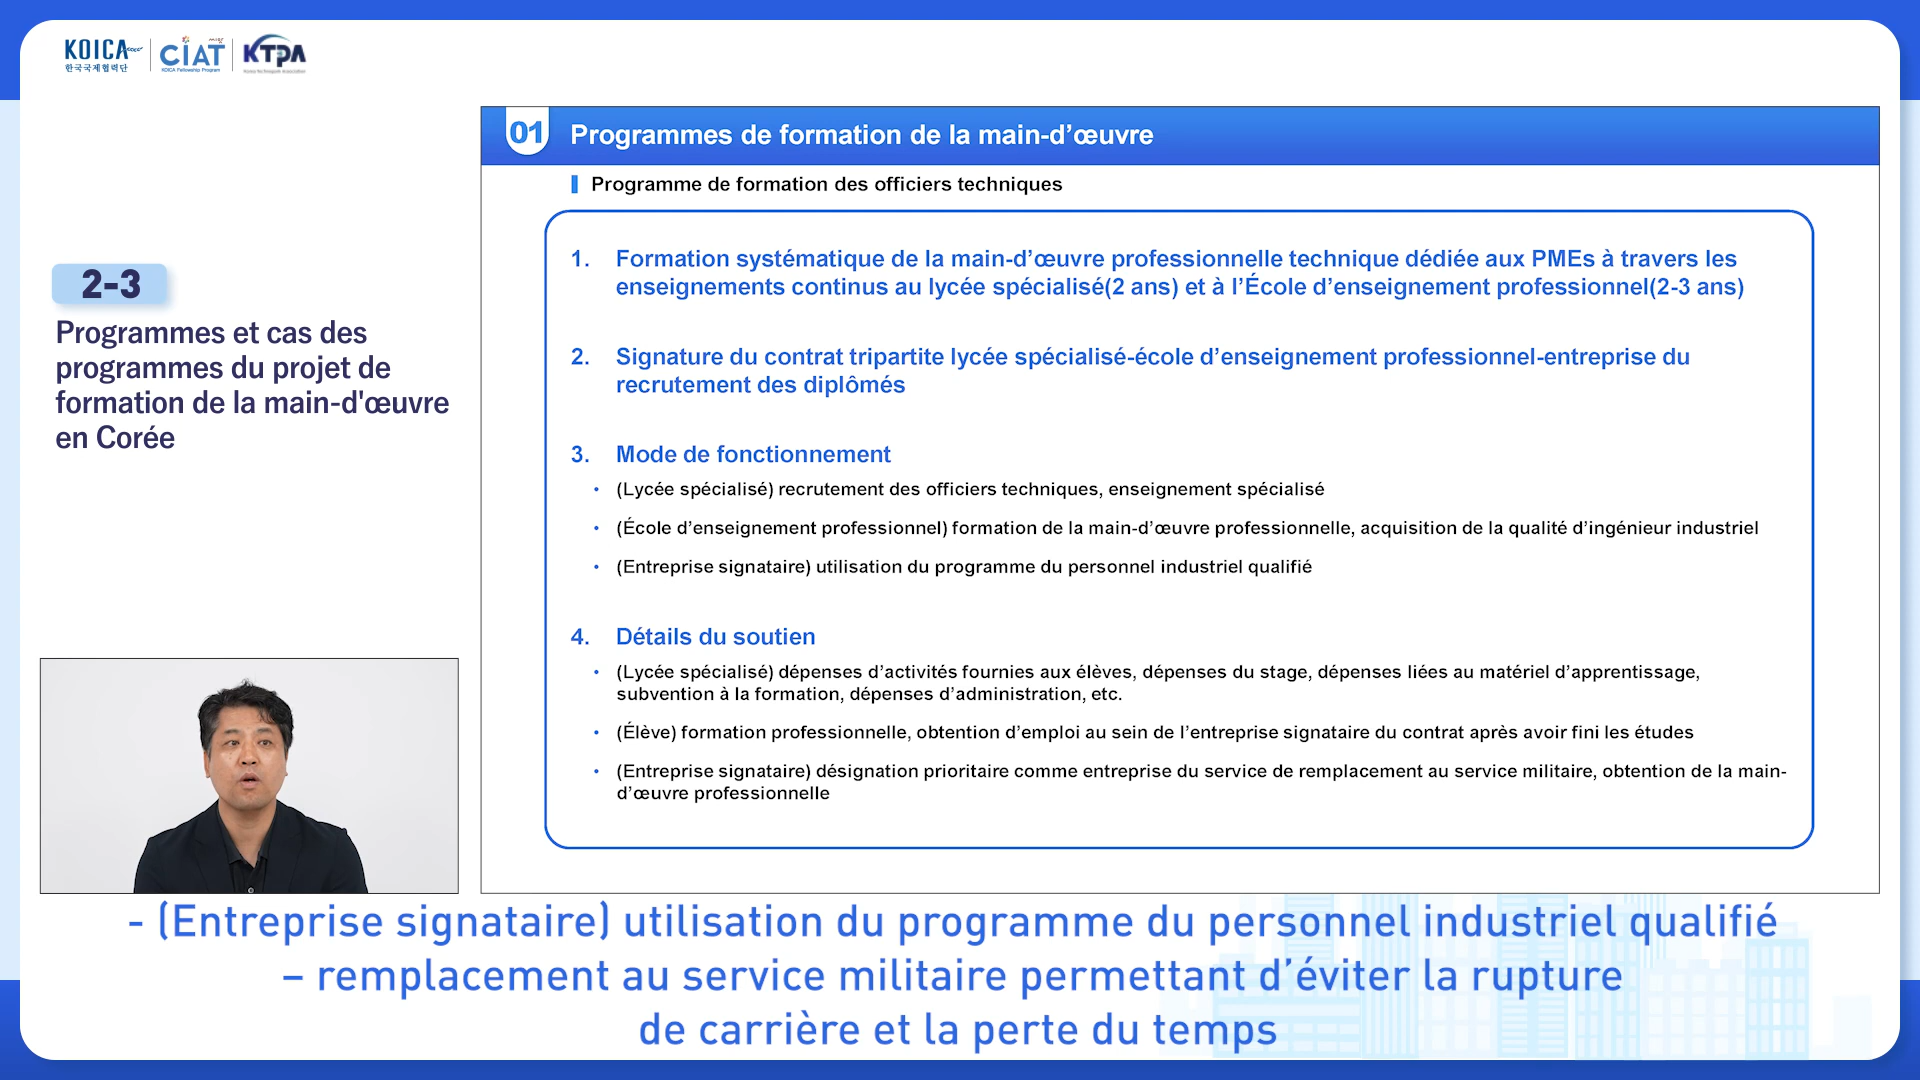 KOICA
한국국제협력단
CIAT
KOICA Fellowship Program
KTPA
01
Programmes de formation de la main-d’œuvre
Programme de formation des officiers techniques
2-3
Programmes et cas des
programmes du projet de
formation de la main-d'œuvre
en Corée
1. Formation systématique de la main-d’œuvre professionnelle technique dédiée aux PMEs à travers les
enseignements continus au lycée spécialisé(2 ans) et à l’École d’enseignement professionnel(2-3 ans)
2. Signature du contrat tripartite lycée spécialisé-école d’enseignement professionnel-entreprise du
recrutement des diplômés
3. Mode de fonctionnement
• (Lycée spécialisé) recrutement des officiers techniques, enseignement spécialisé
• (École d’enseignement professionnel) formation de la main-d’œuvre professionnelle, acquisition de la qualité d’ingénieur industriel
• (Entreprise signataire) utilisation du programme du personnel industriel qualifié
4. Détails du soutien
• (Lycée spécialisé) dépenses d’activités fournies aux élèves, dépenses du stage, dépenses liées au matériel d’apprentissage,
subvention à la formation, dépenses d’administration, etc.
• (Élève) formation professionnelle, obtention d’emploi au sein de l’entreprise signataire du contrat après avoir fini les études
• (Entreprise signataire) désignation prioritaire comme entreprise du service de remplacement au service militaire, obtention de la main-
d’œuvre professionnelle
- (Entreprise signataire) utilisation du programme du personnel industriel qualifié
– remplacement au service militaire permettant d’éviter la rupture
de carrière et la perte du temps